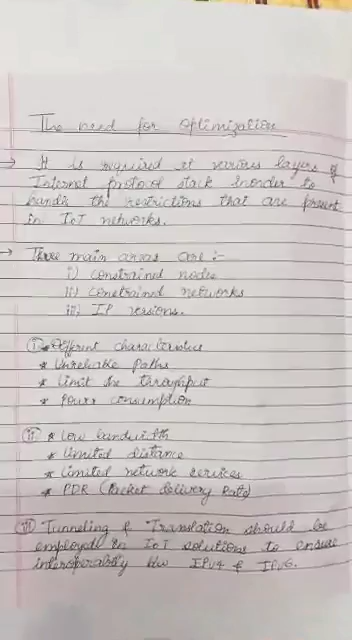 The need for optimization
→ It is required at various layers of
Internet protocol stack inorder to
handle the restrictions that are present
in IoT networks.
→ Three main areas are :-
i) constrained nodes
ii) constrained networks
iii) IP versions.
(I) * Different characteristics
* Unreliable Paths
* Limit the throughput
* Power consumption
(II) * Low bandwidth
* Limited distance
* Limited network services
* PDR (Packet delivery Rate)
(III) Tunneling & Translation should be
employed in IoT solutions to ensure
interoperability b/w IPv4 & IPv6.